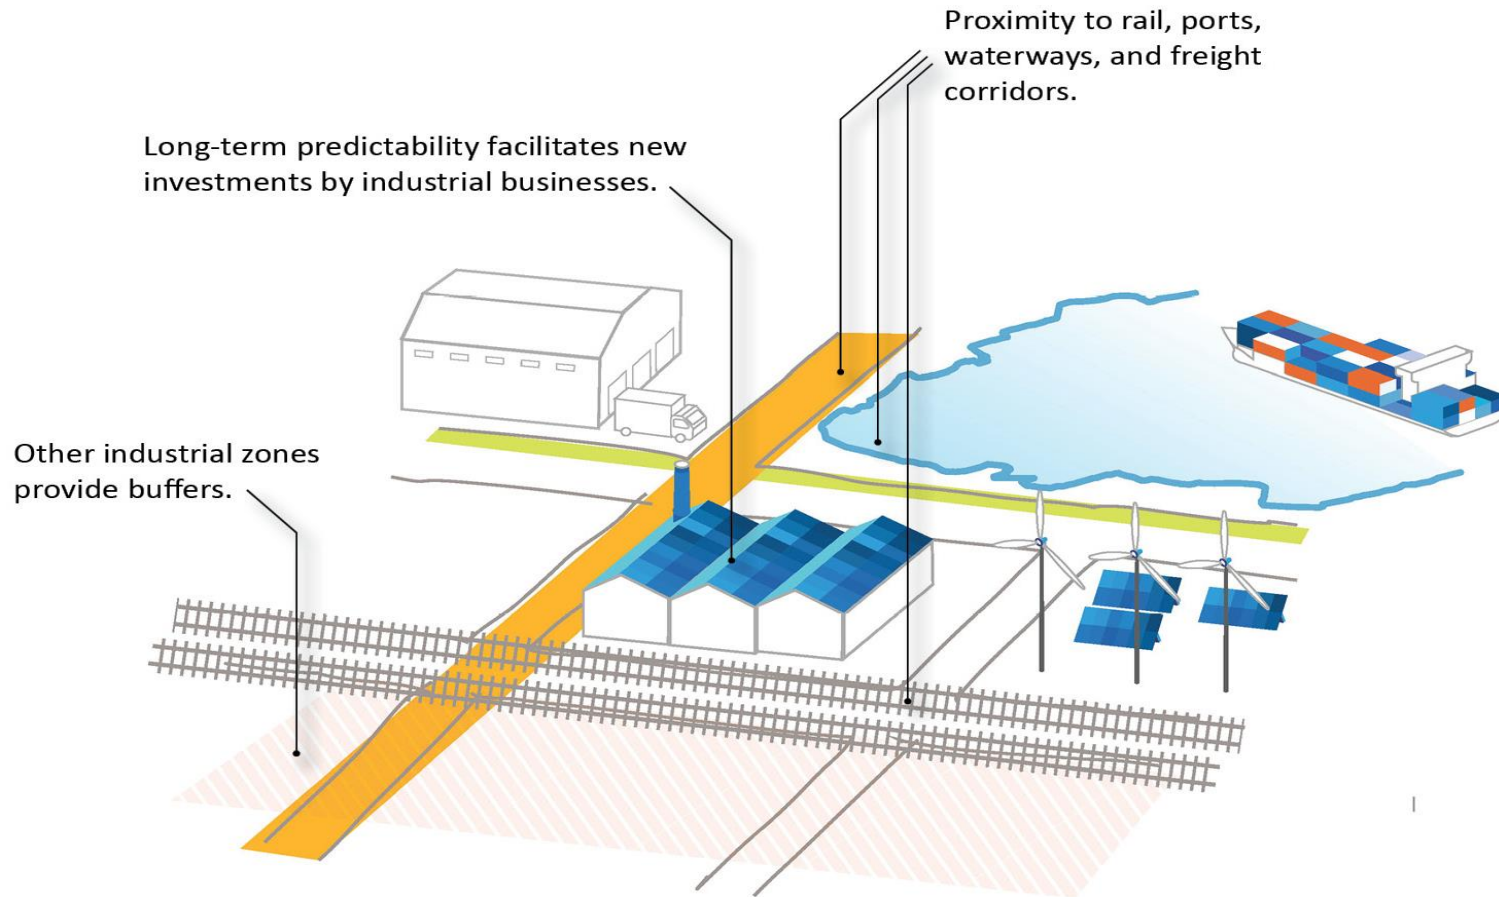 Proximity to rail, ports,
waterways, and freight
corridors.
Long-term predictability facilitates new
investments by industrial businesses.
Other industrial zones
provide buffers.